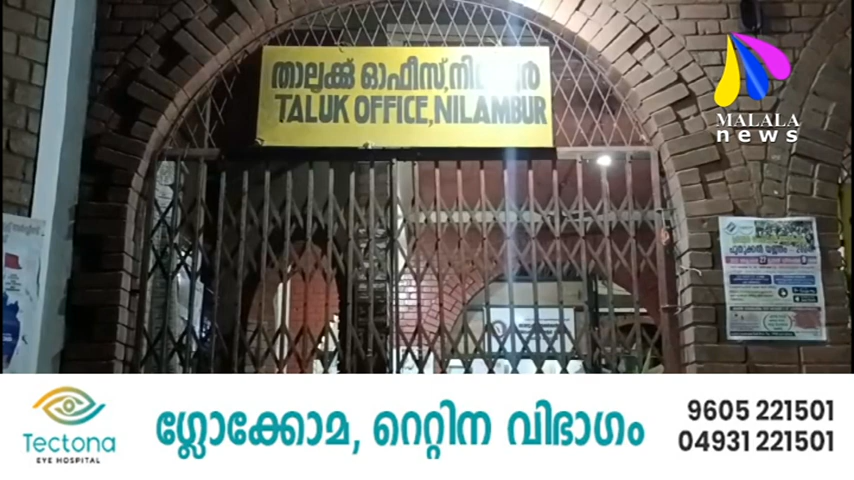 താലൂക്ക് ഓഫീസ്,
TALUK OFFICE,NILAMBUR
MALALA
news
Tectona
EYE HOSPITAL
ഗ്ലോക്കോമ, റെറ്റിന വിഭാഗം
9605 221501
04931 221501